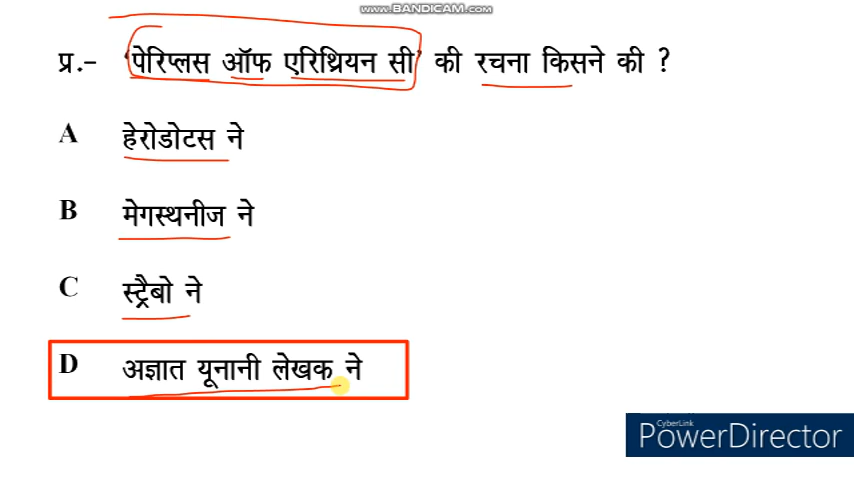 www.BANDICAM.com
प्र.– 'पेरिप्लस ऑफ एरिथ्रियन सी' की रचना किसने की ?
A हेरोडोटस ने
B मेगस्थनीज ने
C स्ट्रैबो ने
D अज्ञात यूनानी लेखक ने
CyberLink
PowerDirector